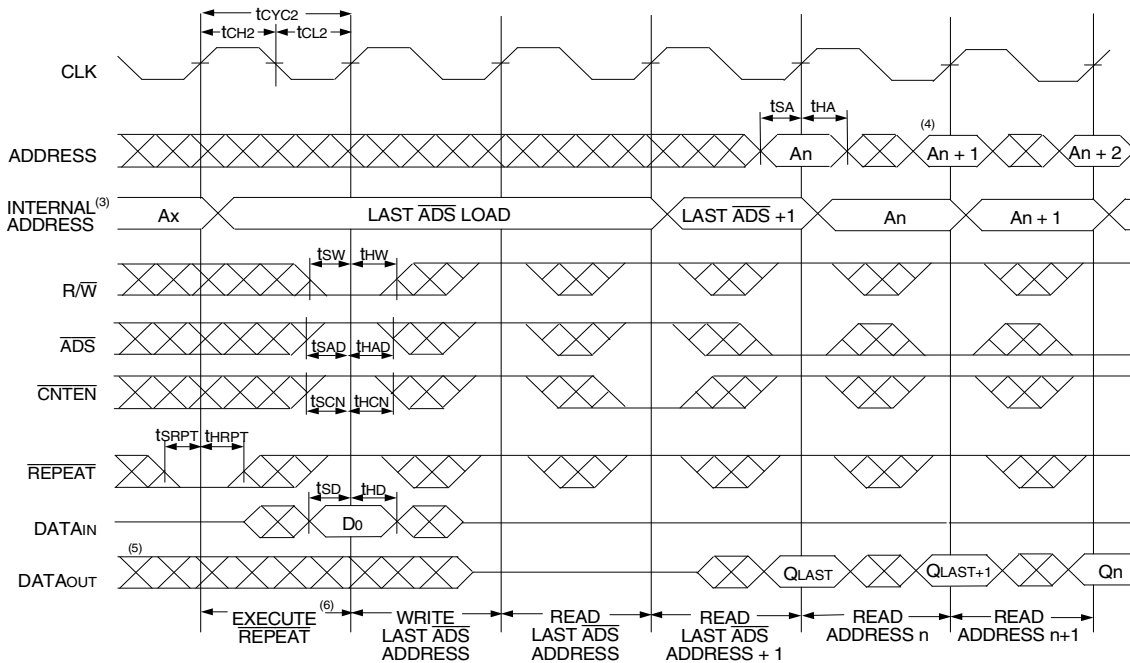 tCYC2
tCH2 tCL2
CLK
tSA tHA
ADDRESS
An
(4)
An + 1
An + 2
INTERNAL(3)
ADDRESS
Ax
LAST ADS LOAD
LAST ADS +1
An
An + 1
tSW tHW
R/W
ADS
tSAD tHAD
CNTEN
tSCN tHCN
tSRPT tHRPT
REPEAT
tSD tHD
DATAIN
D0
(5)
DATAOUT
QLAST
QLAST+1
Qn
EXECUTE(6)
REPEAT
WRITE
LAST ADS
ADDRESS
READ
LAST ADS
ADDRESS
READ
LAST ADS
ADDRESS + 1
READ
ADDRESS n
READ
ADDRESS n+1